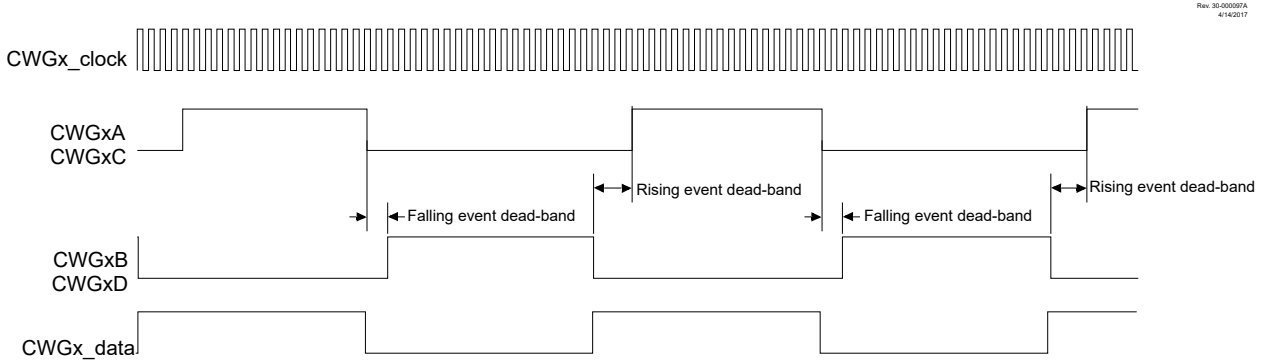 Rev. 30-000097A
4/14/2017
CWGx_clock
CWGxA
CWGxC
Rising event dead-band
Rising event dead-band
Falling event dead-band
Falling event dead-band
CWGxB
CWGxD
CWGx_data